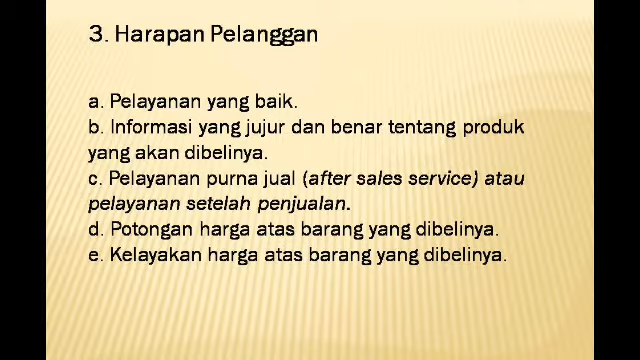 3. Harapan Pelanggan
a. Pelayanan yang baik.
b. Informasi yang jujur dan benar tentang produk
yang akan dibelinya.
c. Pelayanan purna jual (after sales service) atau
pelayanan setelah penjualan.
d. Potongan harga atas barang yang dibelinya.
e. Kelayakan harga atas barang yang dibelinya.